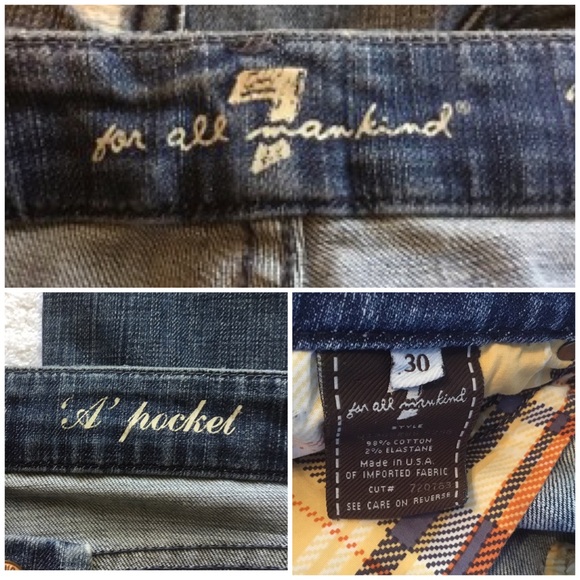 7
for all mankind®
'A' pocket
30
7
for all mankind
STYLE
98% COTTON
2% ELASTANE
Made in U.S.A.
OF IMPORTED FABRIC
CUT# 720783
SEE CARE ON REVERSE